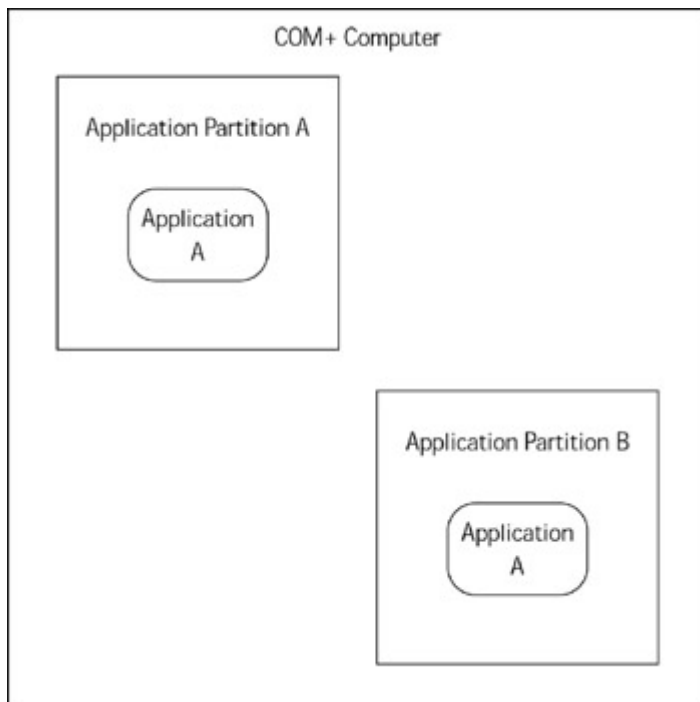 COM+ Computer
Application Partition A
Application
A
Application Partition B
Application
A